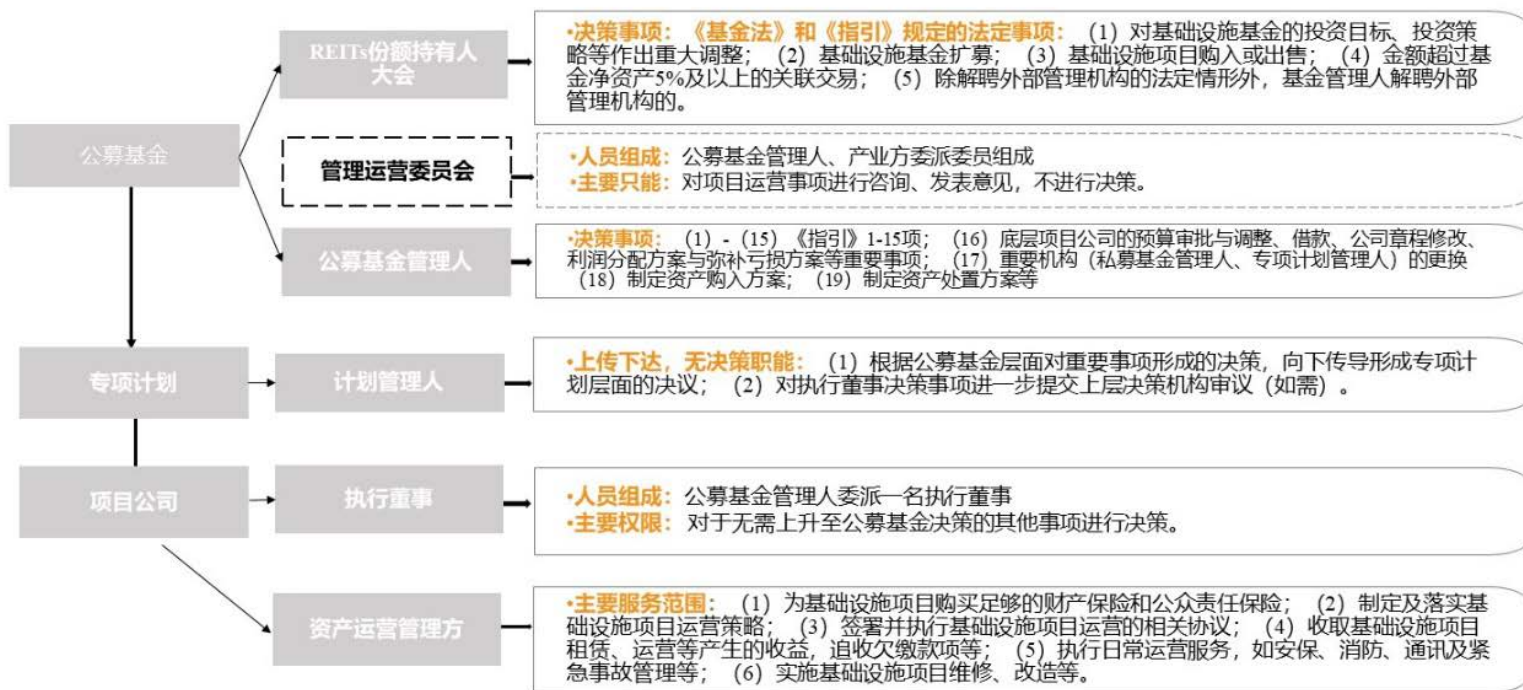 公募基金
REITs份额持有人
大会
•决策事项：《基金法》和《指引》规定的法定事项：（1）对基础设施基金的投资目标、投资策
略等作出重大调整；（2）基础设施基金扩募；（3）基础设施项目购入或出售；（4）金额超过基
金净资产5%及以上的关联交易；（5）除解聘外部管理机构的法定情形外，基金管理人解聘外部
管理机构的。
管理运营委员会
•人员组成：公募基金管理人、产业方委派委员组成
•主要只能：对项目运营事项进行咨询、发表意见，不进行决策。
公募基金管理人
•决策事项：（1）-（15）《指引》1-15项；（16）底层项目公司的预算审批与调整、借款、公司章程修改、
利润分配方案与弥补亏损方案等重要事项；（17）重要机构（私募基金管理人、专项计划管理人）的更换
（18）制定资产购入方案；（19）制定资产处置方案等
专项计划
计划管理人
•上传下达，无决策职能：（1）根据公募基金层面对重要事项形成的决策，向下传导形成专项计
划层面的决议；（2）对执行董事决策事项进一步提交上层决策机构审议（如需）。
项目公司
执行董事
•人员组成：公募基金管理人委派一名执行董事
•主要权限：对于无需上升至公募基金决策的其他事项进行决策。
资产运营管理方
•主要服务范围：（1）为基础设施项目购买足够的财产保险和公众责任保险；（2）制定及落实基
础设施项目运营策略；（3）签署并执行基础设施项目运营的相关协议；（4）收取基础设施项目
租赁、运营等产生的收益，追收欠缴款项等；（5）执行日常运营服务，如安保、消防、通讯及紧
急事故管理等；（6）实施基础设施项目维修、改造等。